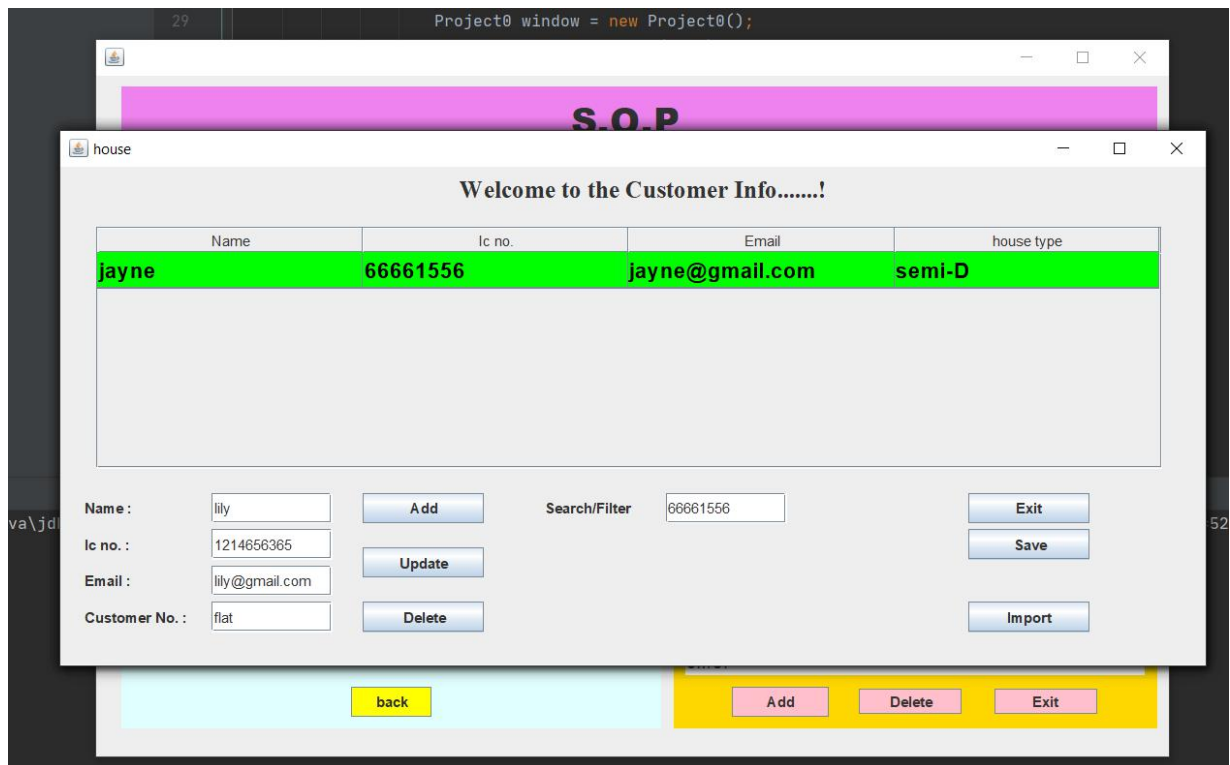 29 Project0 window = new Project0();
S.O.P
house
Welcome to the Customer Info.......!
Name Ic no. Email house type
jayne 66661556 jayne@gmail.com semi-D
Name : lily Add Search/Filter 66661556 Exit
va\jd 52
Ic no. : 1214656365 Save
Update
Email : lily@gmail.com
Customer No. : flat Delete Import
back Add Delete Exit